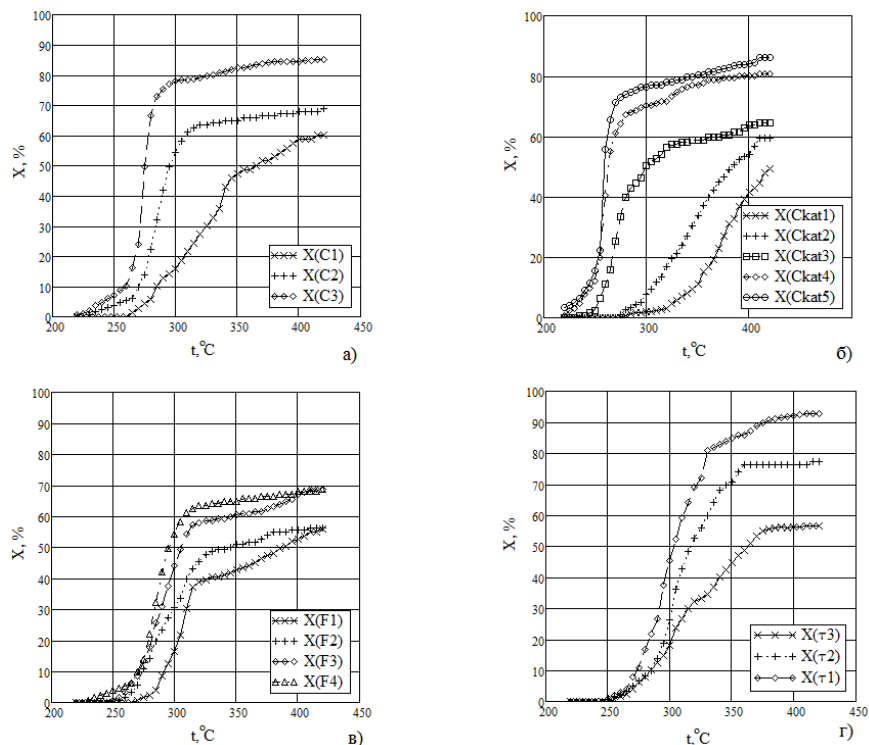 100
90
80
70
60
50
40
30
20
10
0
X, %
200
250
300
350
400
450
t,°C
X(C1)
X(C2)
X(C3)
а)
100
80
60
40
20
0
X, %
200
300
400
t,°C
X(Ckat1)
X(Ckat2)
X(Ckat3)
X(Ckat4)
X(Ckat5)
б)
100
90
80
70
60
50
40
30
20
10
0
X, %
200
250
300
350
400
450
t,°C
X(F1)
X(F2)
X(F3)
X(F4)
в)
100
90
80
70
60
50
40
30
20
10
0
X, %
200
250
300
350
400
450
t,°C
X(τ3)
X(τ2)
X(τ1)
г)